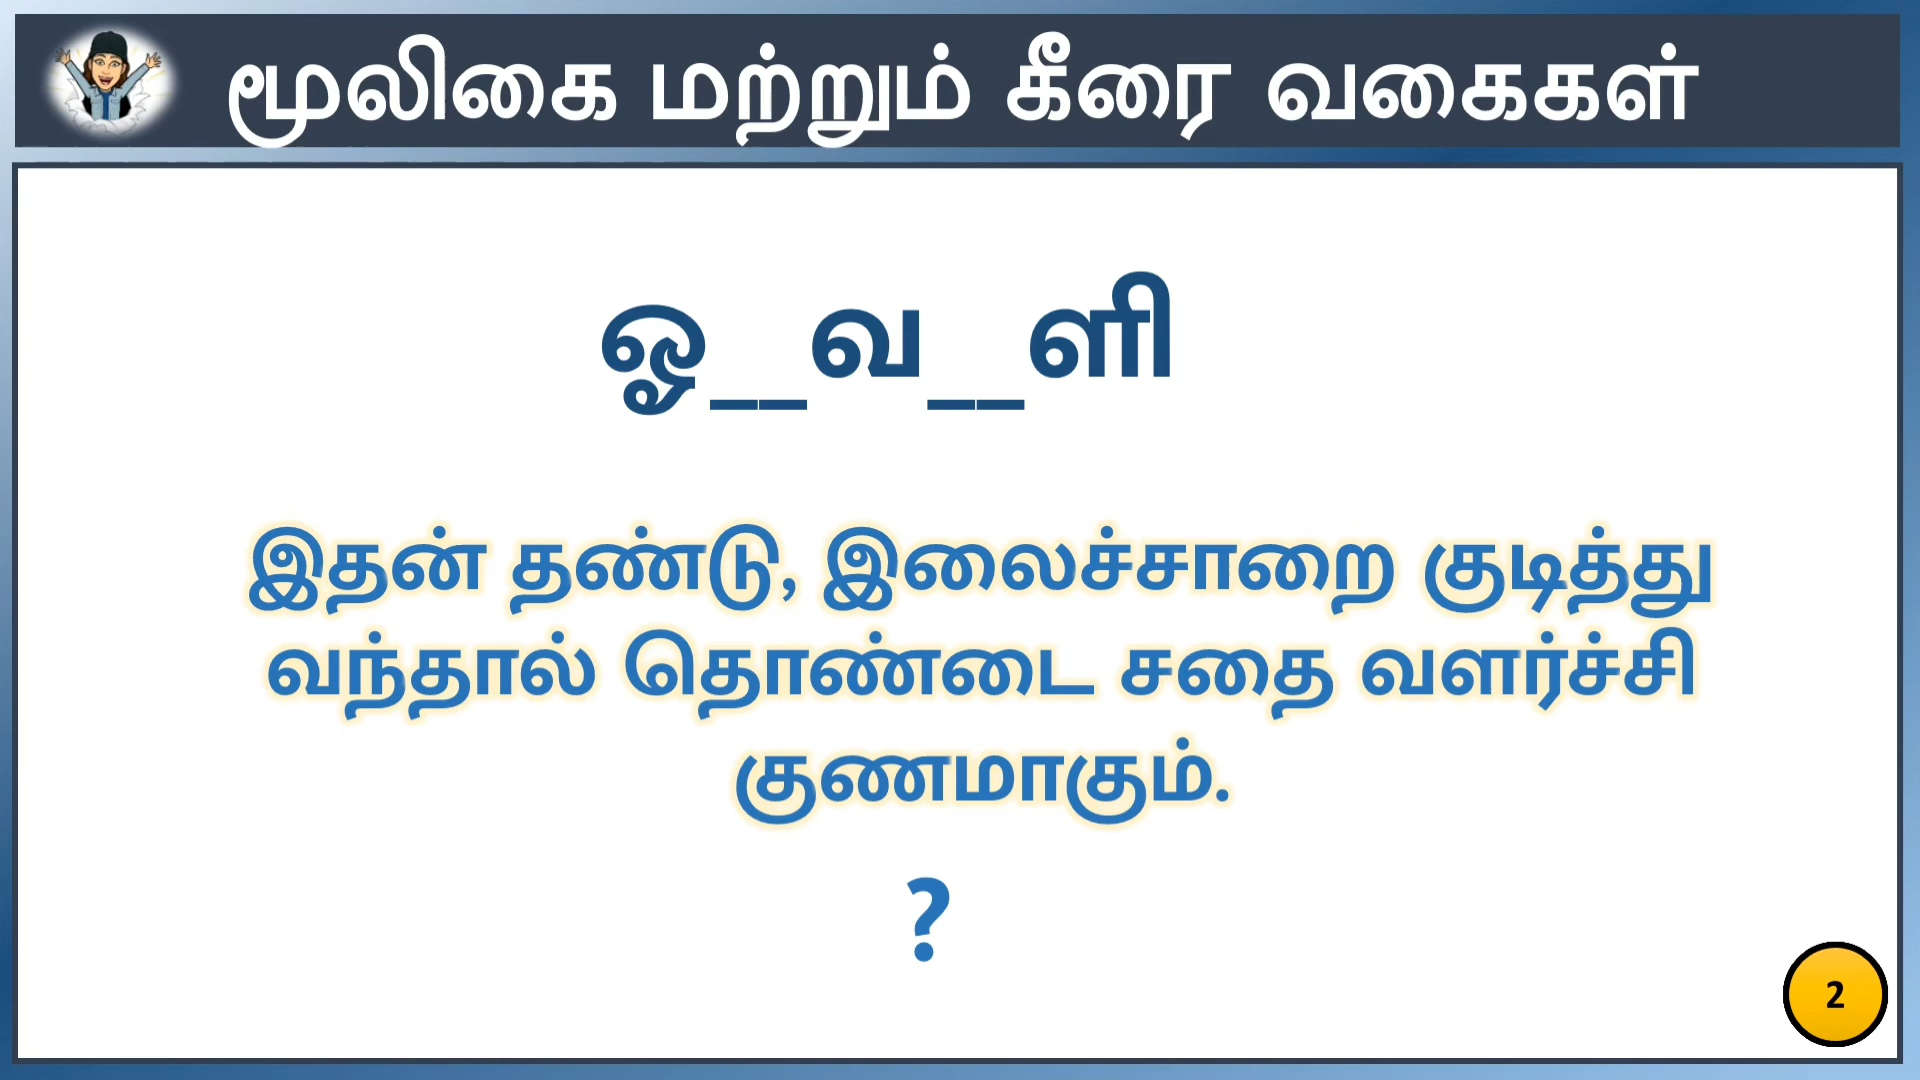 மூலிகை மற்றும் கீரை வகைகள்
ஓ__வ__ளி
இதன் தண்டு, இலைச்சாறை குடித்து
வந்தால் தொண்டை சதை வளர்ச்சி
குணமாகும்.
?
2